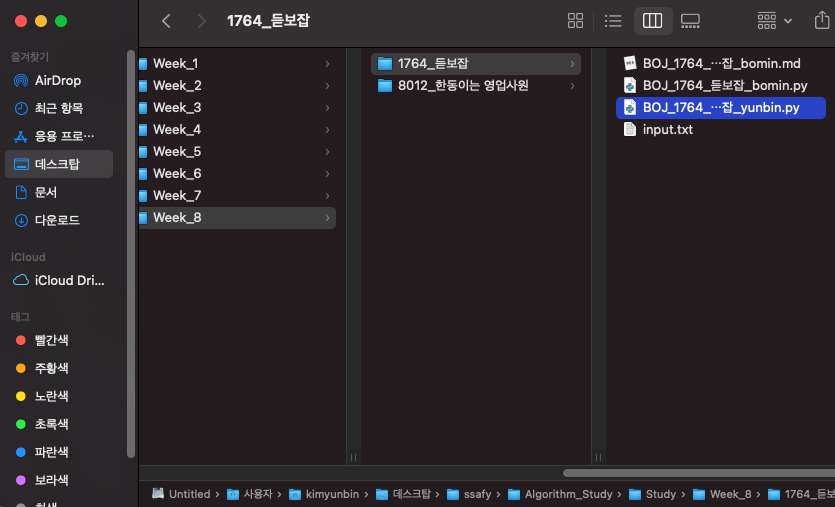 1764_듣보잡
즐겨찾기
AirDrop
최근 항목
응용 프로…
데스크탑
문서
다운로드
iCloud
iCloud Dri…
태그
빨간색
주황색
노란색
초록색
파란색
보라색
회색
Week_1
Week_2
Week_3
Week_4
Week_5
Week_6
Week_7
Week_8
1764_듣보잡
8012_한동이는 영업사원
BOJ_1764_…잡_bomin.md
BOJ_1764_듣보잡_bomin.py
BOJ_1764_…잡_yunbin.py
input.txt
Untitled › 사용자 › kimyunbin › 데스크탑 › ssafy › Algorithm_Study › Study › Week_8 › 1764_듣보